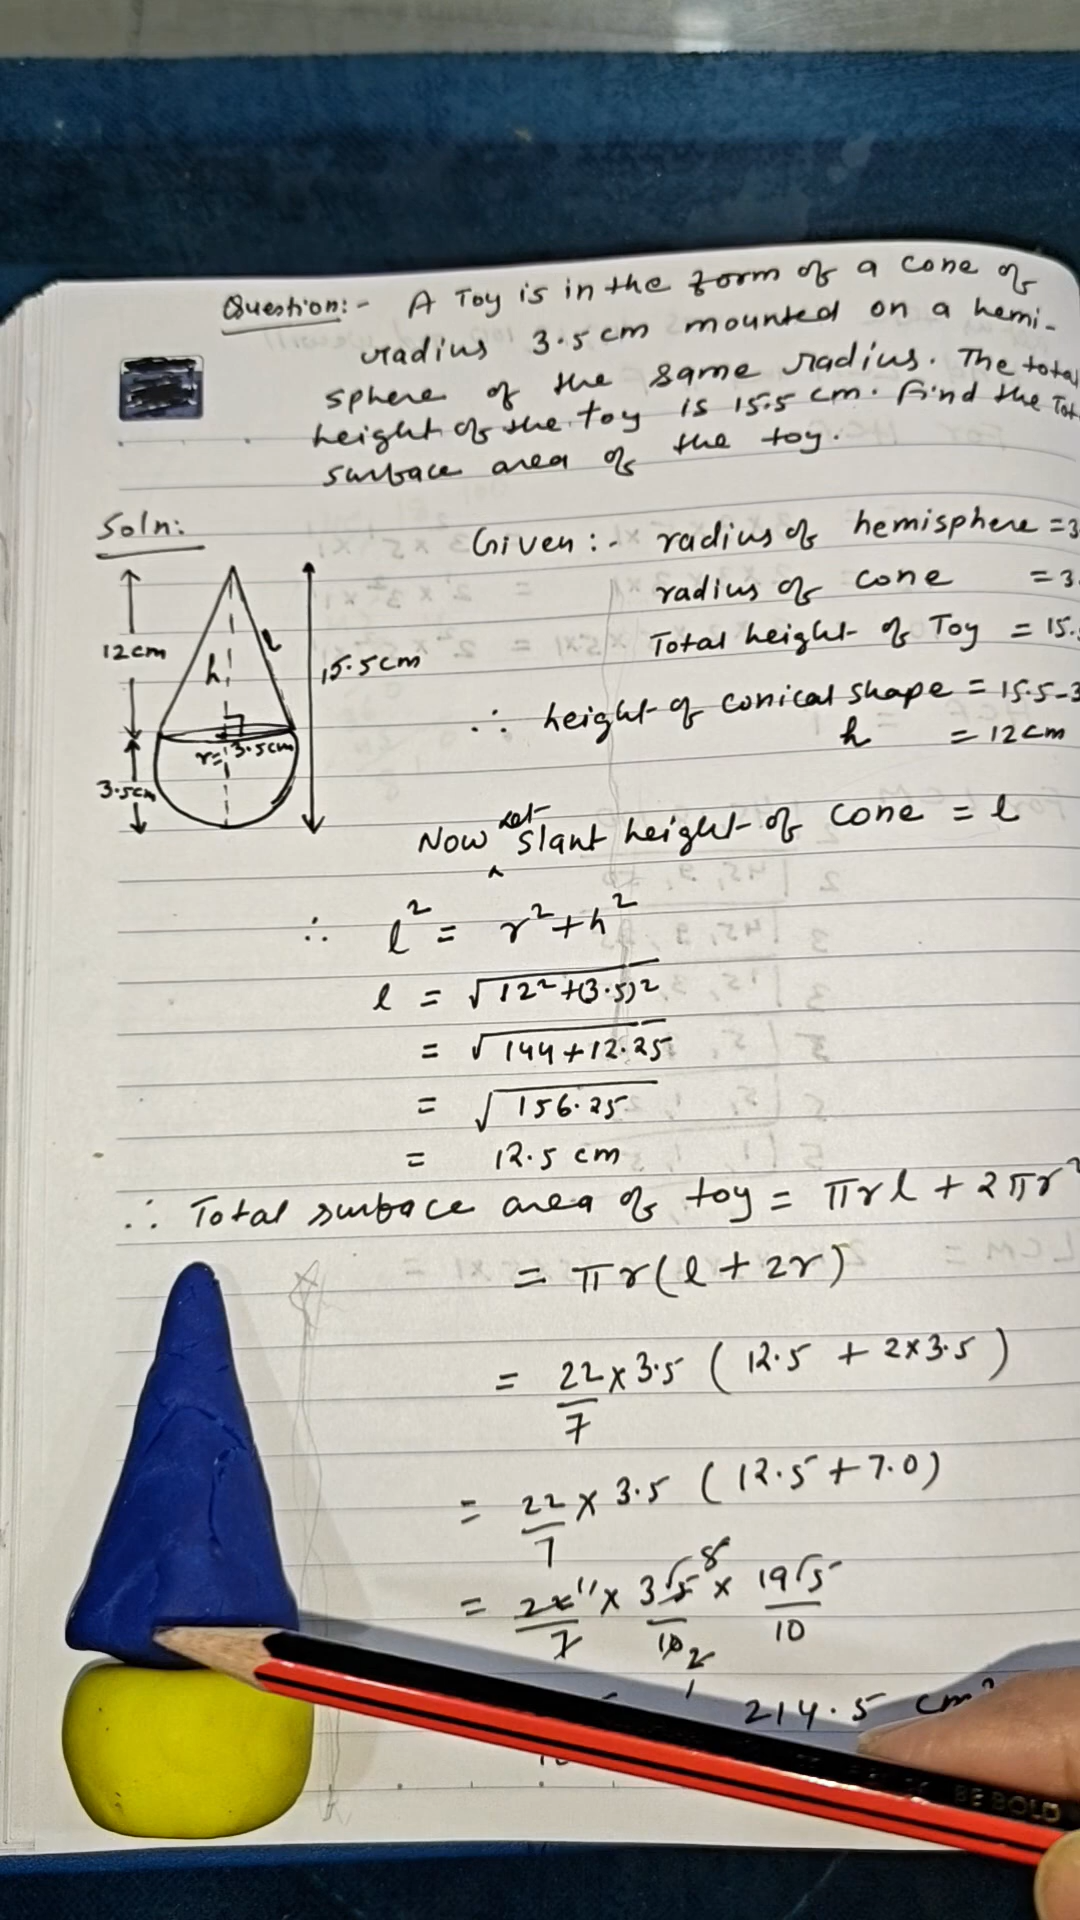 Question:- A Toy is in the form of a cone of
radius 3.5 cm mounted on a hemi-
sphere of the same radius. The total
height of the toy is 15.5 cm. Find the Tot
surface area of the toy.
Soln:
Given :- radius of hemisphere = 3
radius of cone = 3.
Total height of Toy = 15.
12cm
h
l
15.5cm
r= 3.5cm
3.5cm
∴ height of conical shape = 15.5-3
h = 12cm
Now let slant height of cone = l
∴ l² = r²+h²
l = √12²+(3.5)²
= √144+12.25
= √156.25
= 12.5 cm
∴ Total surface area of toy = πrl + 2πr²
= πr(l + 2r)
= 22/7 × 3.5 ( 12.5 + 2×3.5 )
= 22/7 × 3.5 ( 12.5 + 7.0 )
= 22/7 × 35/10 × 195/10
214.5 cm²
BE BOLD